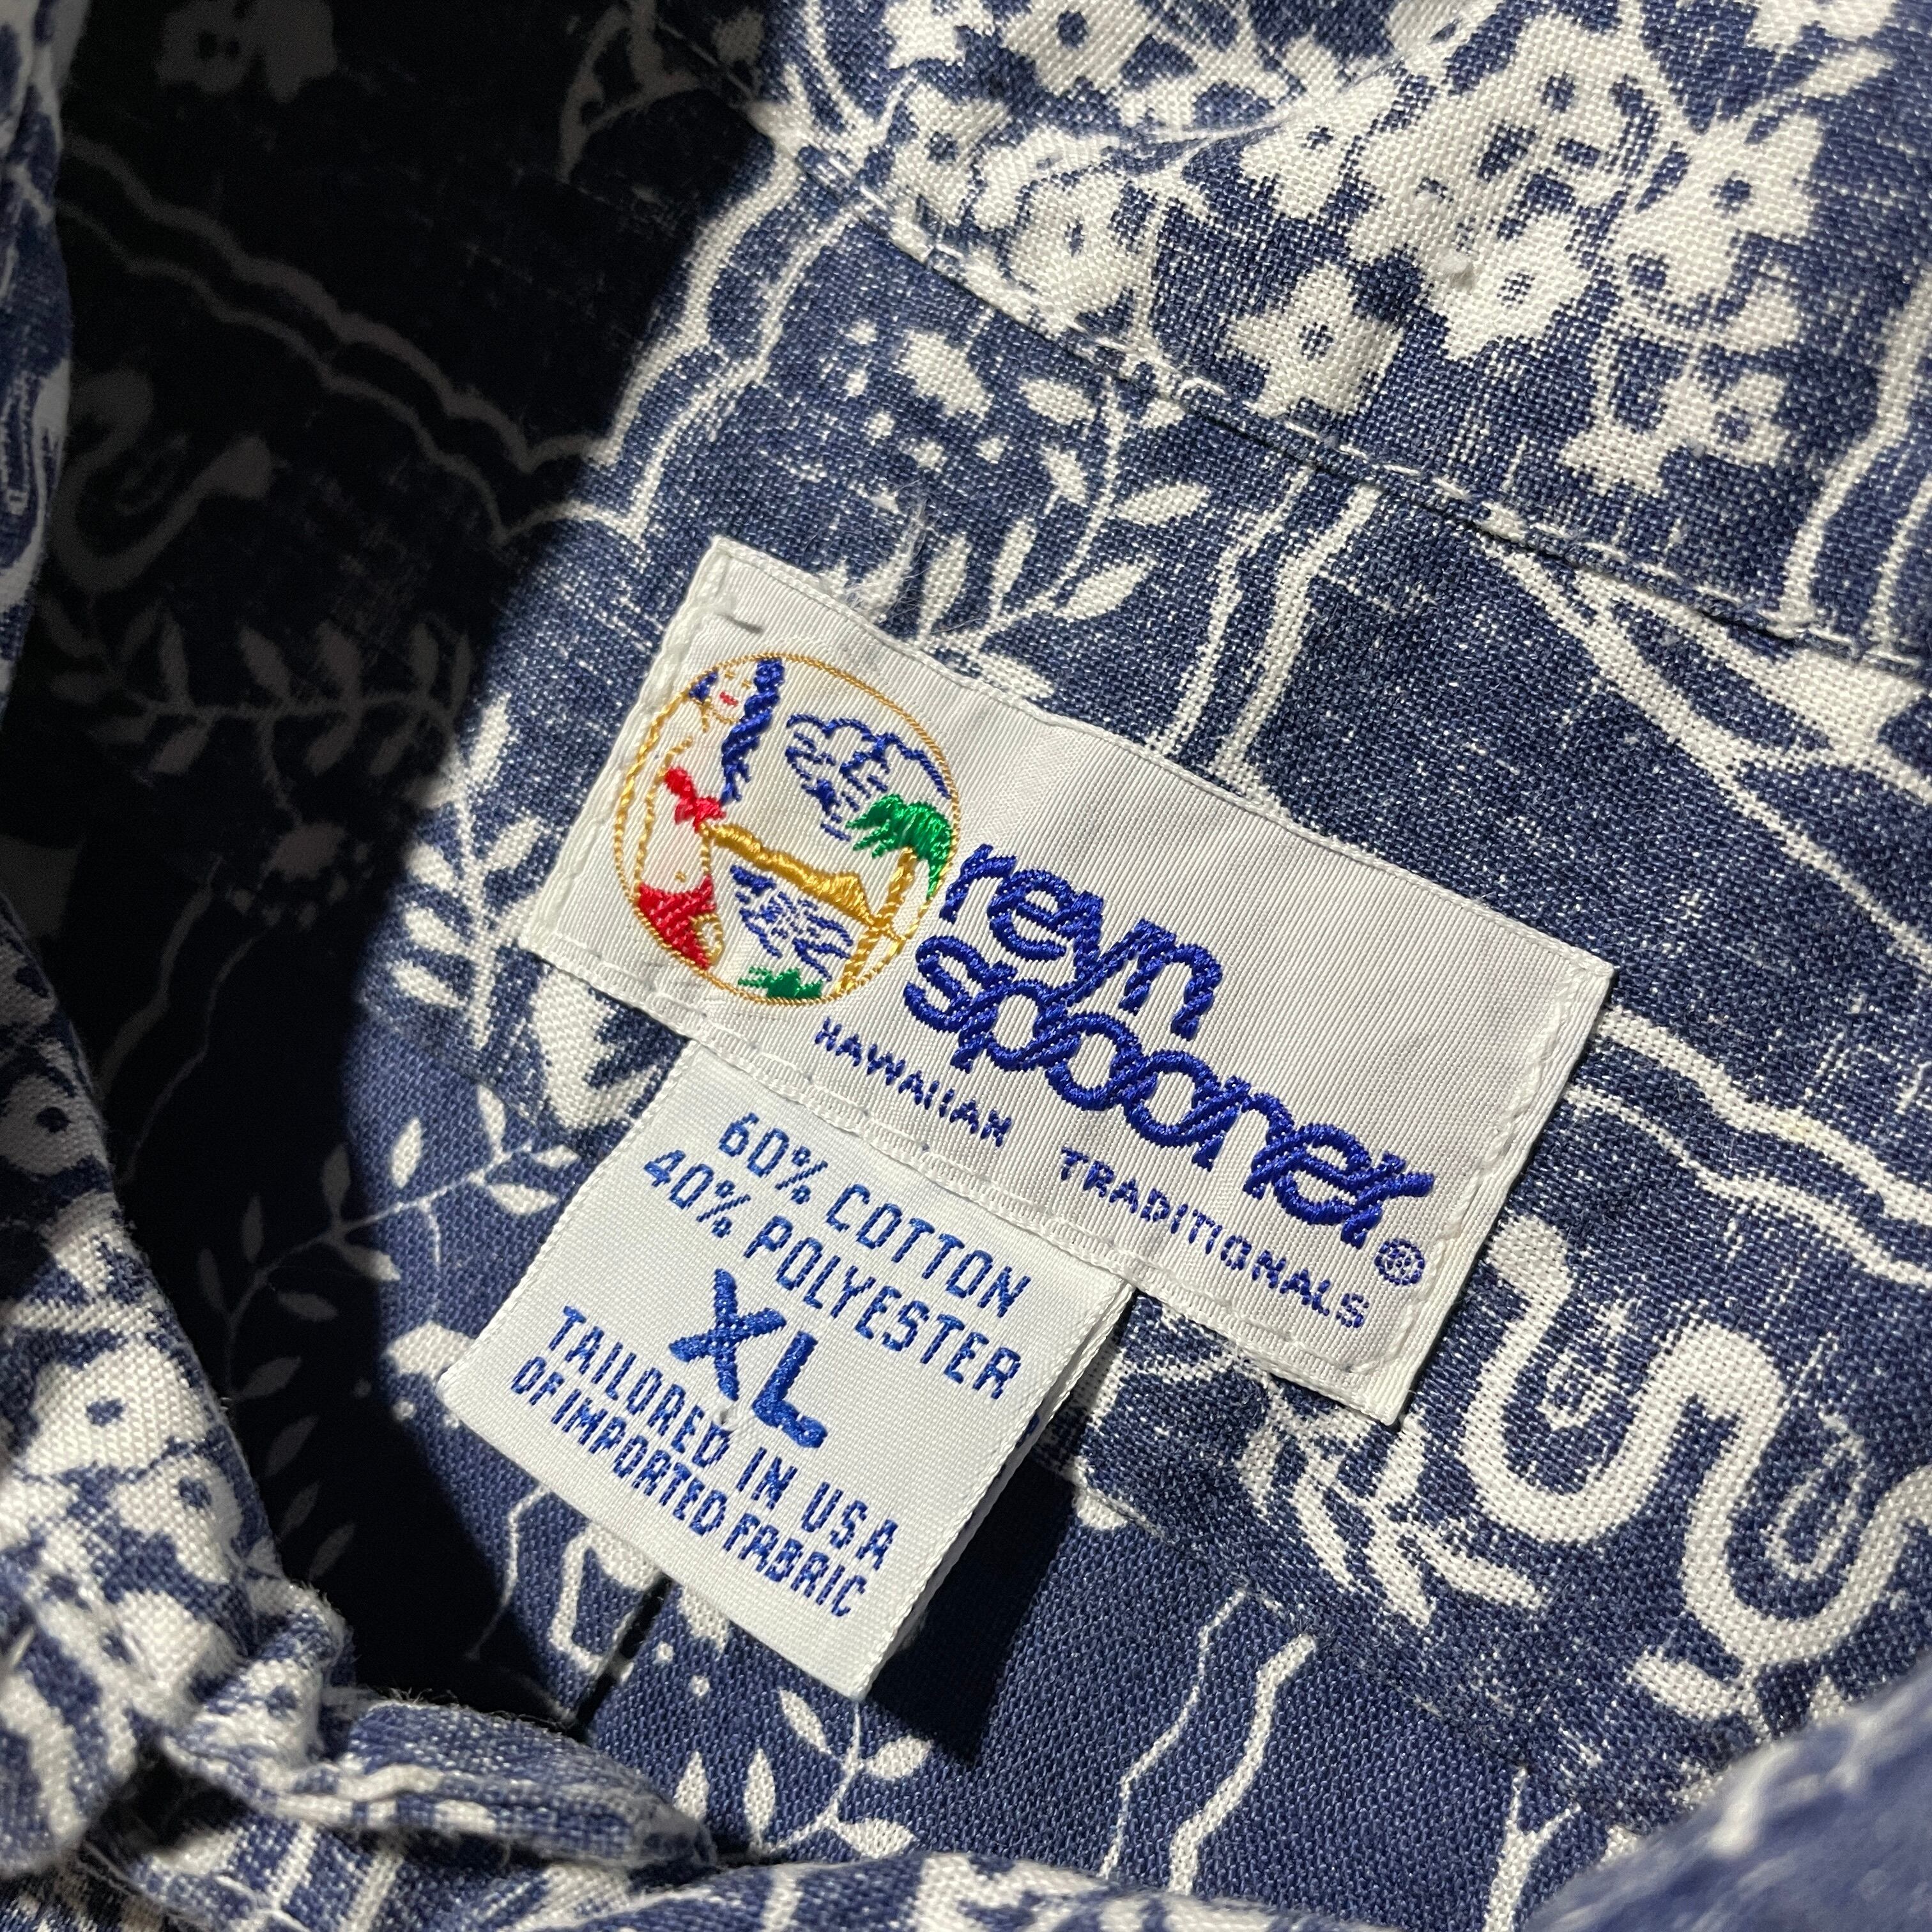 reyn
spooner®
HAWAIIAN TRADITIONALS
60% COTTON
40% POLYESTER
XL
TAILORED IN USA
OF IMPORTED FABRIC